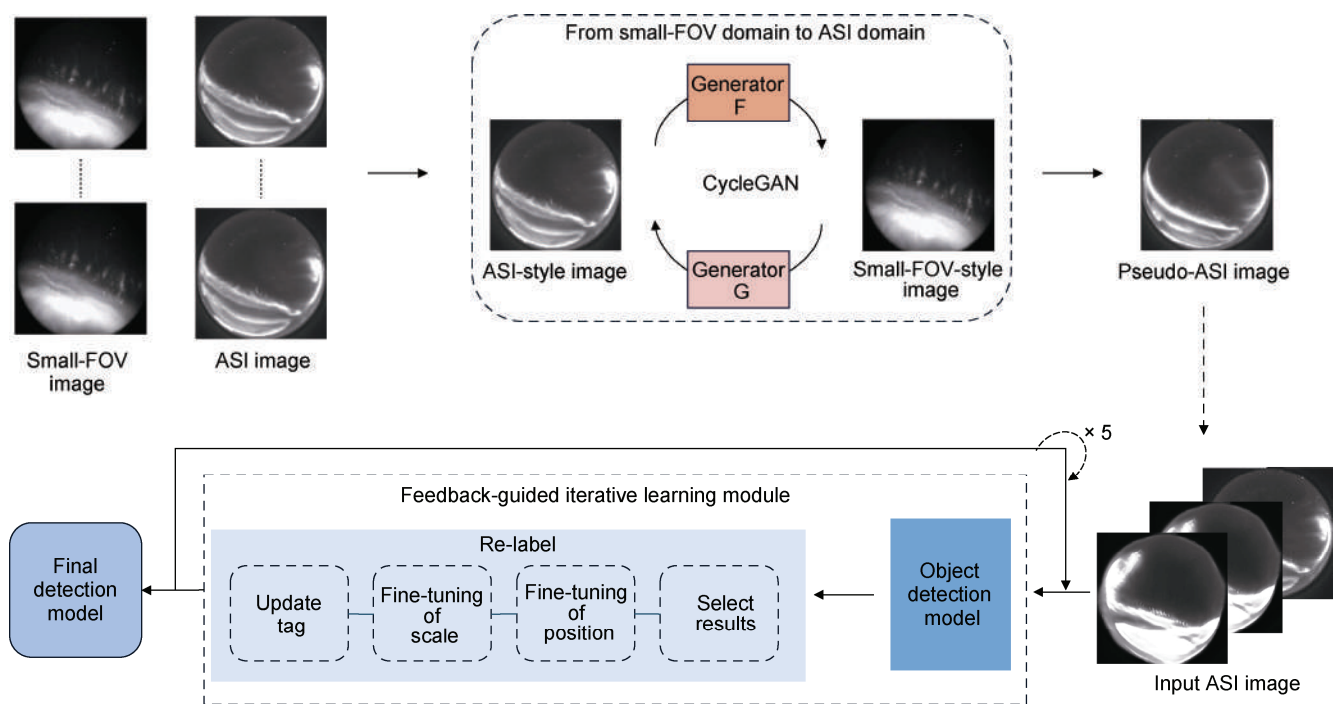 From small-FOV domain to ASI domain
Generator
F
CycleGAN
Generator
G
ASI-style image
Small-FOV-style
image
Pseudo-ASI image
Small-FOV
image
ASI image
× 5
Feedback-guided iterative learning module
Re-label
Final
detection
model
Update
tag
Fine-tuning
of
scale
Fine-tuning
of
position
Select
results
Object
detection
model
Input ASI image